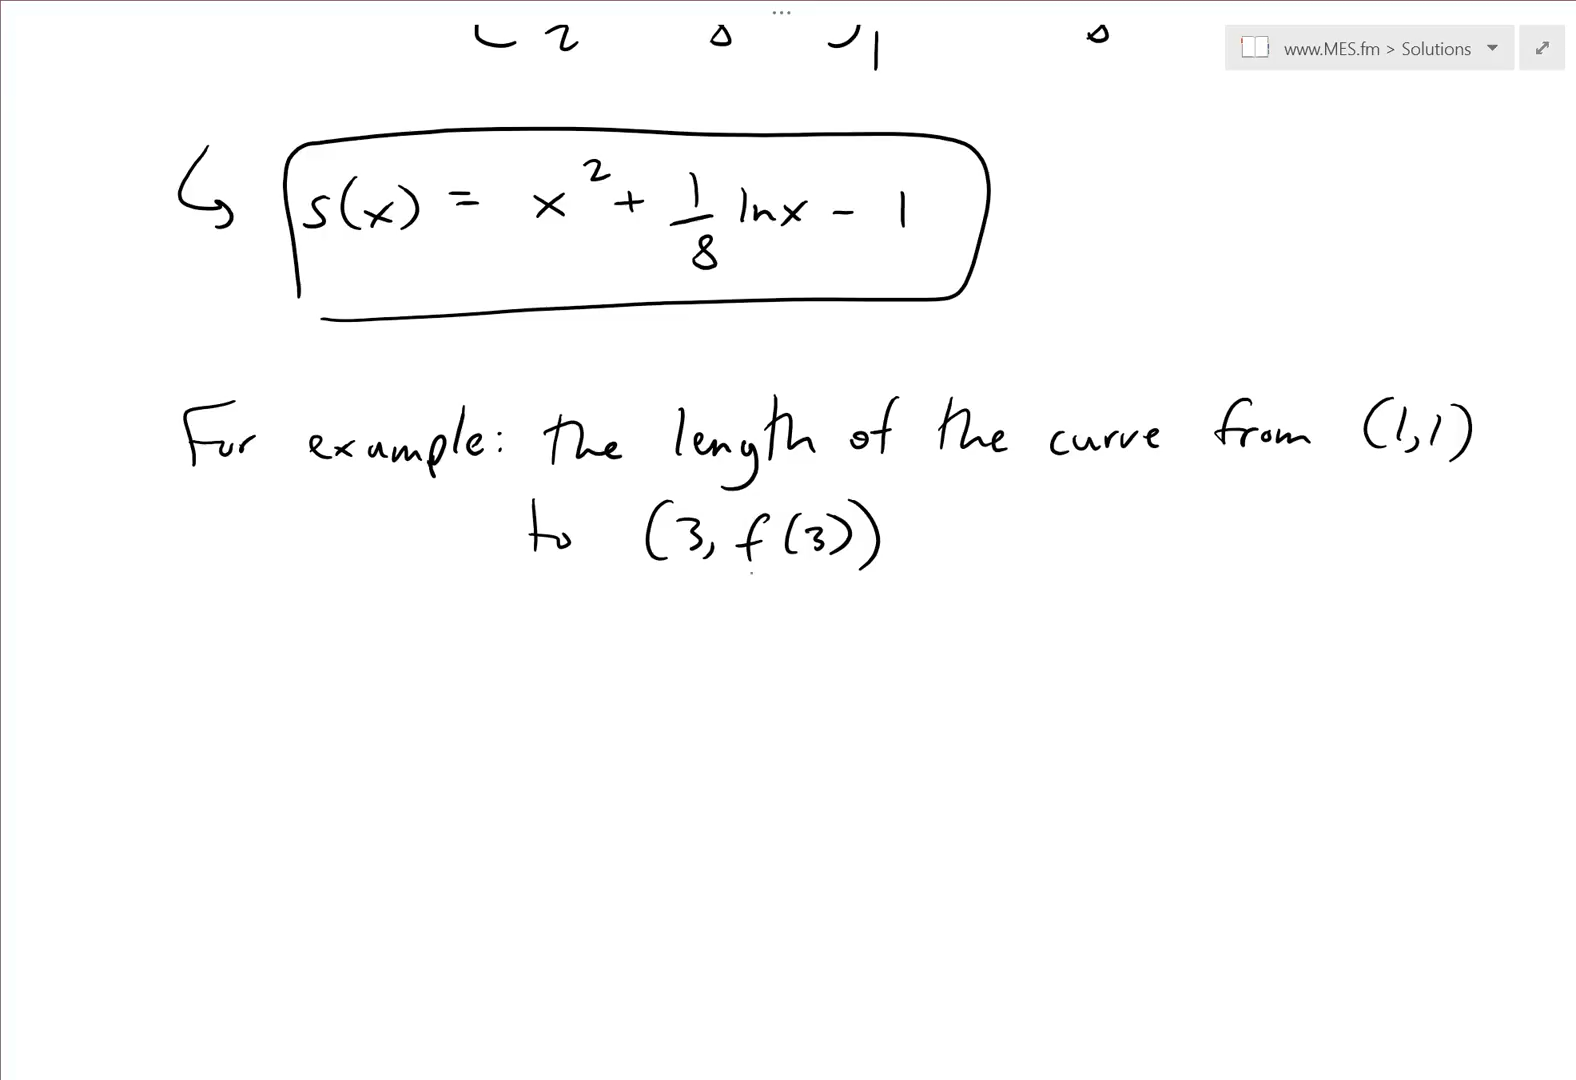 www.MES.fm > Solutions
s(x) = x² + 1/8 ln x - 1
For example: the length of the curve from (1,1)
to (3, f(3))